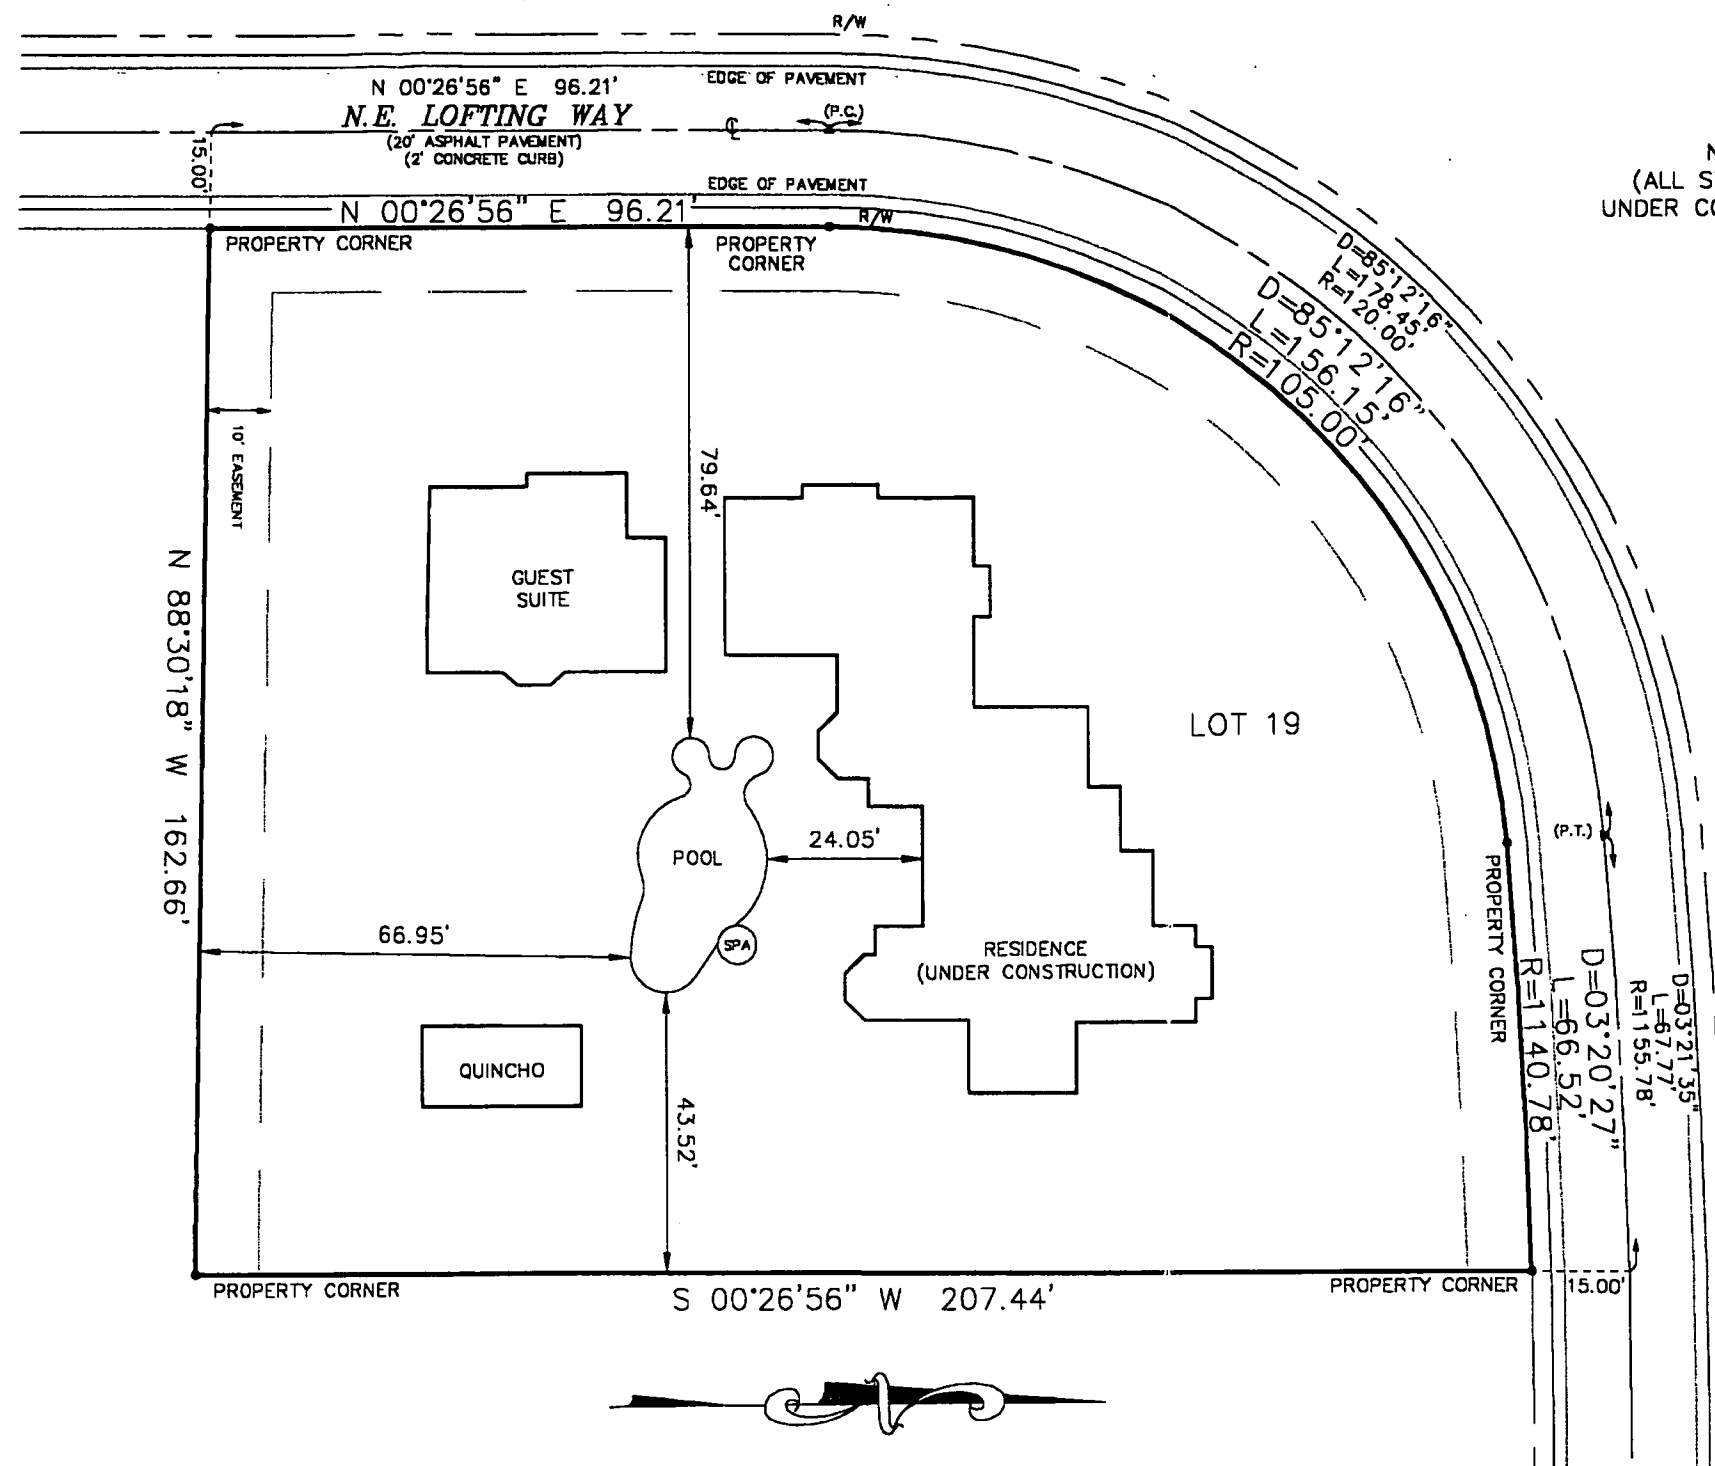 R/W
EDGE OF PAVEMENT
N 00°26'56" E 96.21'
N.E. LOFTING WAY
(20' ASPHALT PAVEMENT)
(2' CONCRETE CURB)
℄
(P.C.)
15.00'
EDGE OF PAVEMENT
N 00°26'56" E 96.21'
R/W
(ALL S
UNDER CO
PROPERTY CORNER
PROPERTY
CORNER
D=85°12'16"
L=178.45'
R=120.00'
D=85°12'16"
L=156.15'
R=105.00'
10' EASEMENT
79.64'
N 88°30'18" W 162.66'
GUEST
SUITE
LOT 19
POOL
24.05'
(P.T.)
PROPERTY CORNER
66.95'
SPA
RESIDENCE
(UNDER CONSTRUCTION)
D=03°20'27"
L=66.52'
R=1140.78'
D=03°21'35"
L=67.77'
R=1155.78'
QUINCHO
43.52'
PROPERTY CORNER
S 00°26'56" W 207.44'
PROPERTY CORNER
15.00'